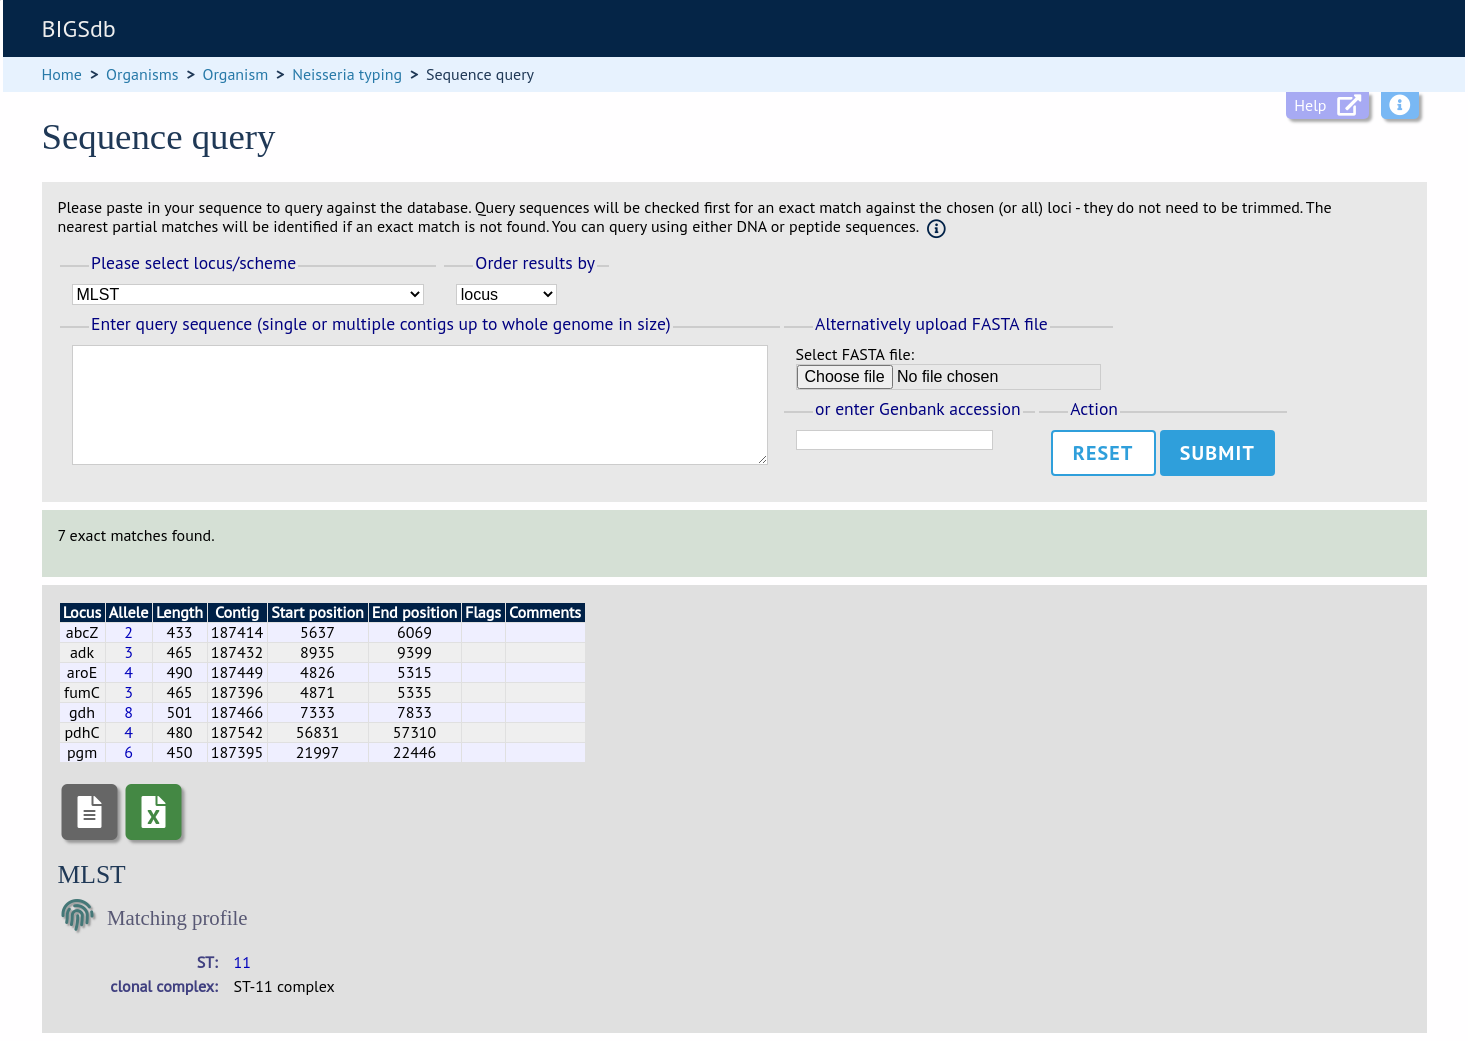 BIGSdb
Home > Organisms > Organism > Neisseria typing > Sequence query
Help
Sequence query
Please paste in your sequence to query against the database. Query sequences will be checked first for an exact match against the chosen (or all) loci - they do not need to be trimmed. The
nearest partial matches will be identified if an exact match is not found. You can query using either DNA or peptide sequences.
Please select locus/scheme Order results by
MLST locus
Enter query sequence (single or multiple contigs up to whole genome in size) Alternatively upload FASTA file
Select FASTA file:
Choose file No file chosen
or enter Genbank accession Action
RESET SUBMIT
7 exact matches found.
Locus Allele Length Contig Start position End position Flags Comments
abcZ 2 433 187414 5637 6069
adk 3 465 187432 8935 9399
aroE 4 490 187449 4826 5315
fumC 3 465 187396 4871 5335
gdh 8 501 187466 7333 7833
pdhC 4 480 187542 56831 57310
pgm 6 450 187395 21997 22446
MLST
Matching profile
ST: 11
clonal complex: ST-11 complex